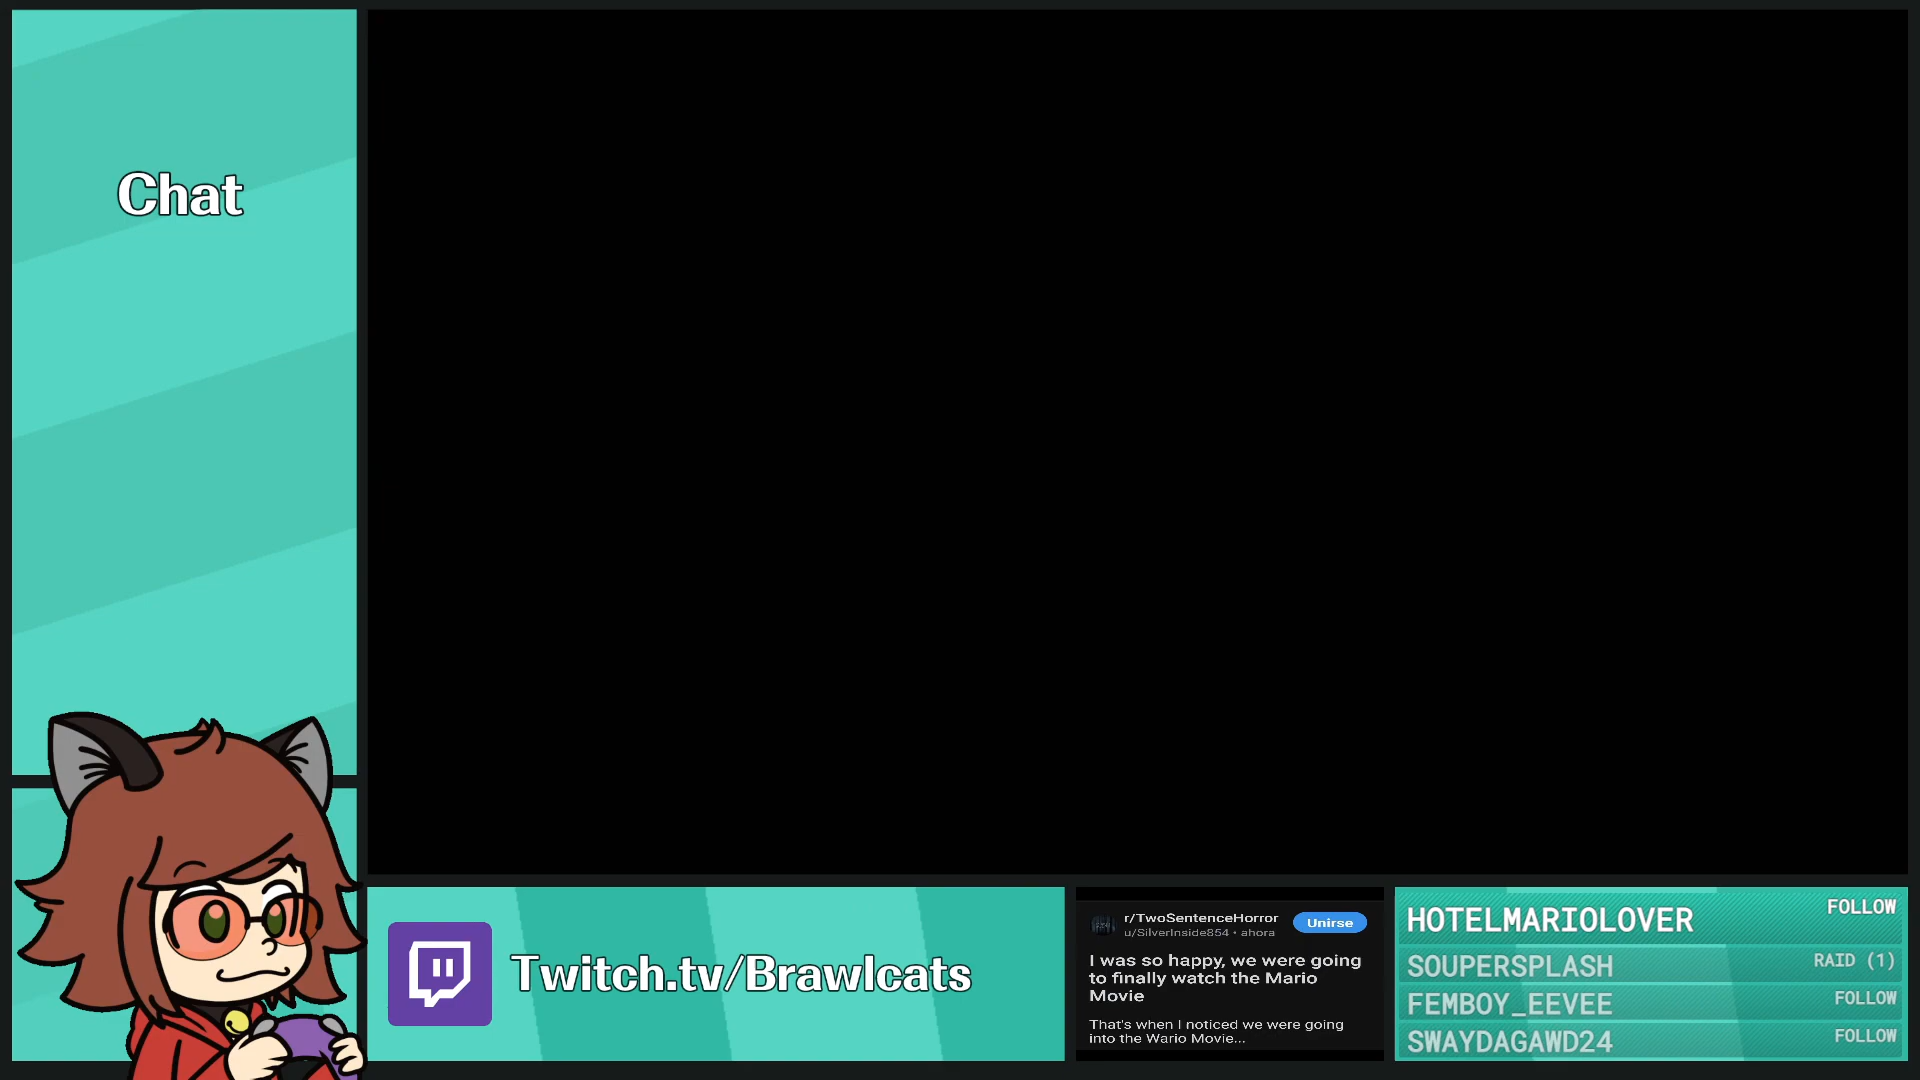 Chat
Twitch.tv/Brawlcats
r/TwoSentenceHorror
u/SilverInside854 • ahora
Unirse
I was so happy, we were going
to finally watch the Mario
Movie
That's when I noticed we were going
into the Wario Movie...
HOTELMARIOLOVER FOLLOW
SOUPERSPLASH RAID (1)
FEMBOY_EEVEE FOLLOW
SWAYDAGAWD24 FOLLOW